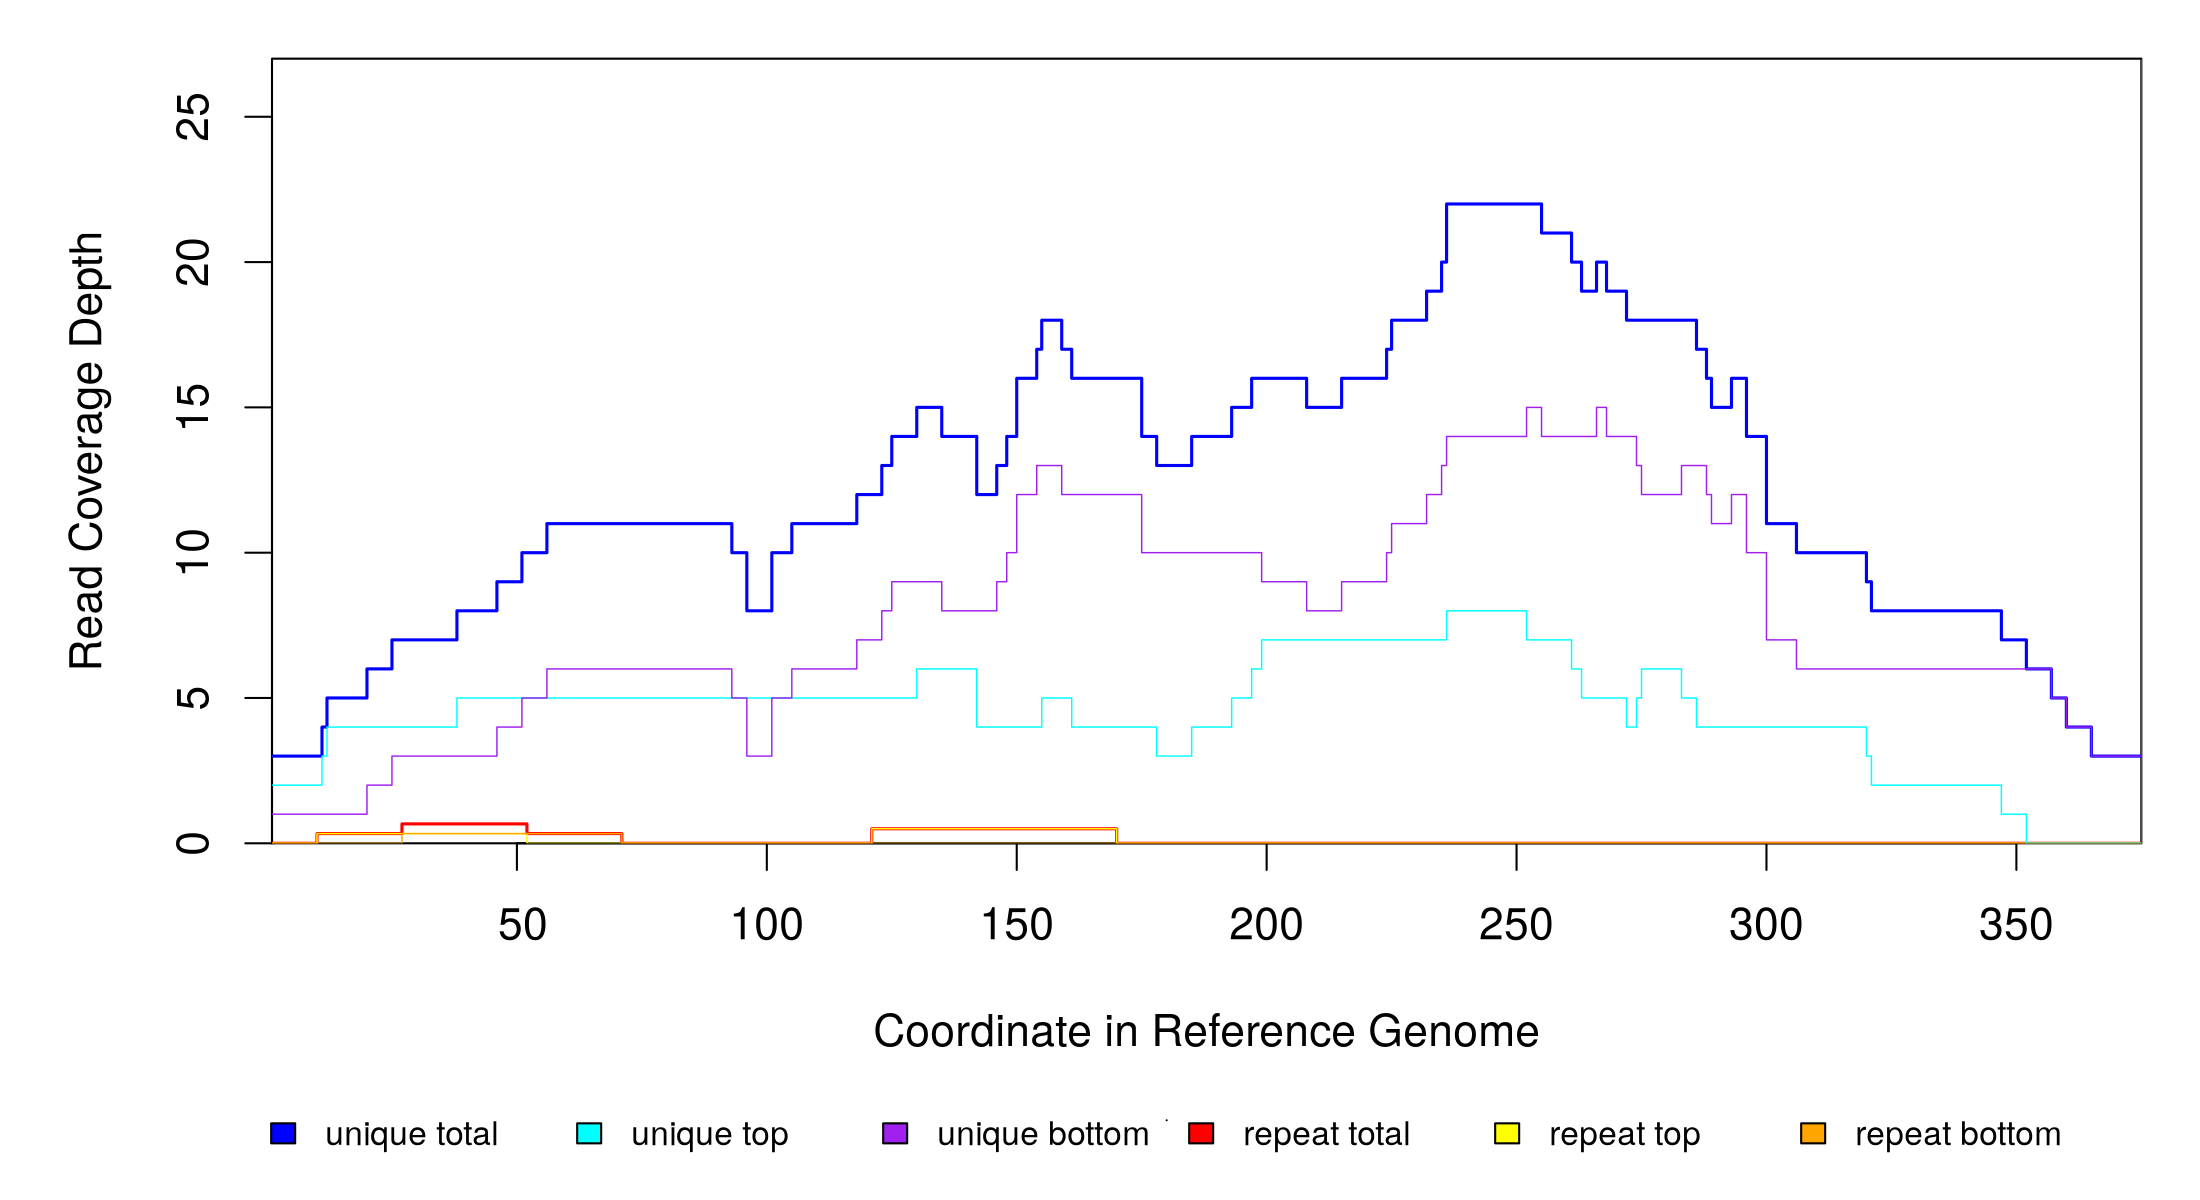 Read Coverage Depth
25
20
15
10
5
0
50 100 150 200 250 300 350
Coordinate in Reference Genome
unique total unique top unique bottom repeat total repeat top repeat bottom